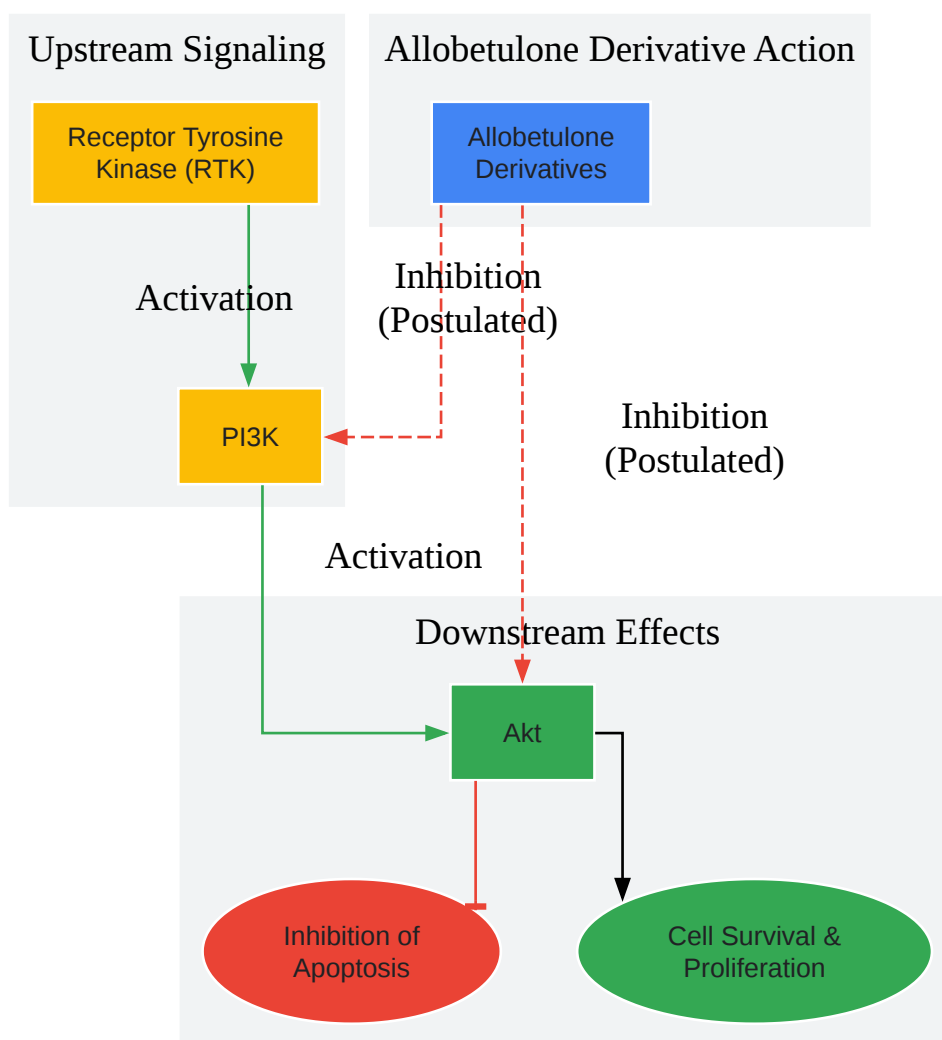 Upstream Signaling
Allobetulone Derivative Action
Receptor Tyrosine
Kinase (RTK)
Allobetulone
Derivatives
Activation
Inhibition
(Postulated)
PI3K
Inhibition
(Postulated)
Activation
Downstream Effects
Akt
Inhibition of
Apoptosis
Cell Survival &
Proliferation